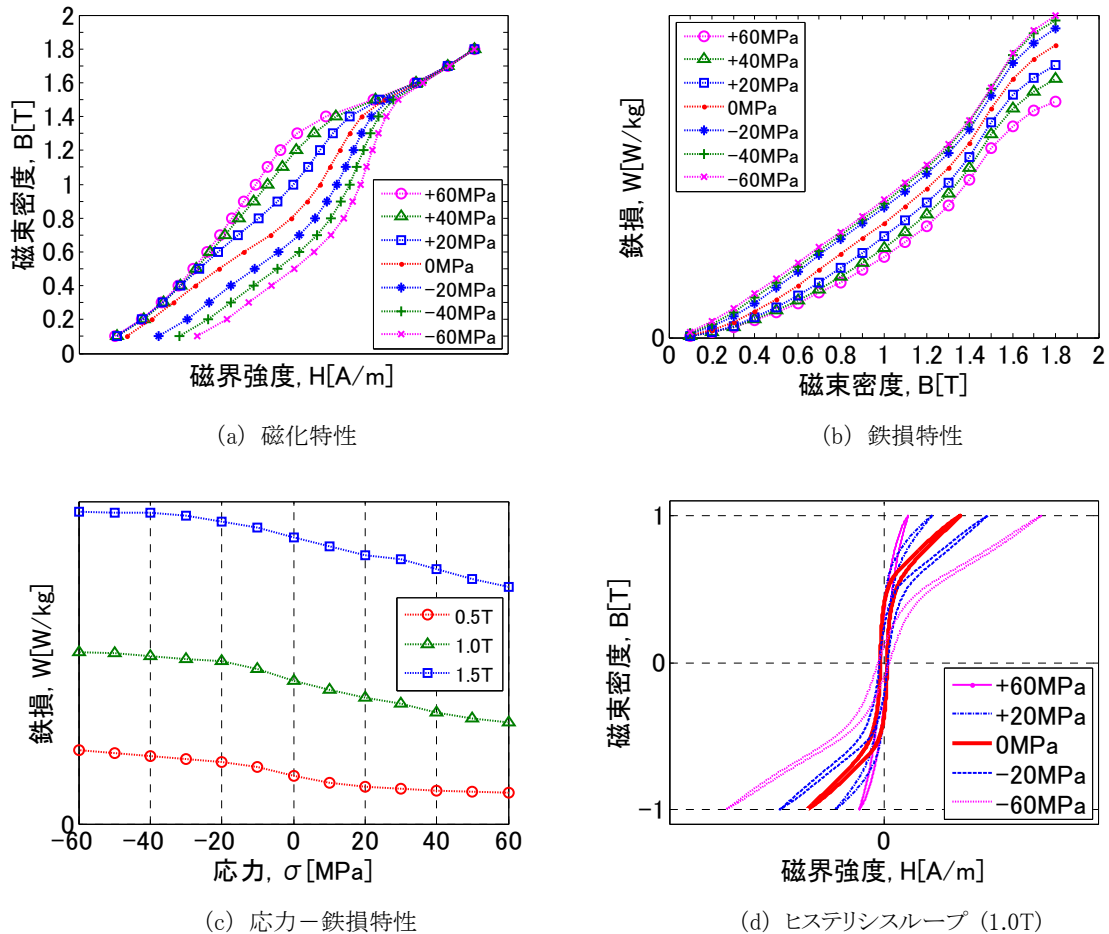 2
1.8
1.6
1.4
1.2
1
0.8
0.6
0.4
0.2
0
磁束密度, B[T]
+60MPa
+40MPa
+20MPa
0MPa
−20MPa
−40MPa
−60MPa
磁界強度, H[A/m]
(a) 磁化特性
鉄損, W[W/kg]
+60MPa
+40MPa
+20MPa
0MPa
−20MPa
−40MPa
−60MPa
0
0 0.2 0.4 0.6 0.8 1 1.2 1.4 1.6 1.8 2
磁束密度, B[T]
(b) 鉄損特性
鉄損, W[W/kg]
0.5T
1.0T
1.5T
0
−60 −40 −20 0 20 40 60
応力, σ[MPa]
(c) 応力−鉄損特性
1
0
−1
磁束密度, B[T]
+60MPa
+20MPa
0MPa
−20MPa
−60MPa
0
磁界強度, H[A/m]
(d) ヒステリシスループ (1.0T)